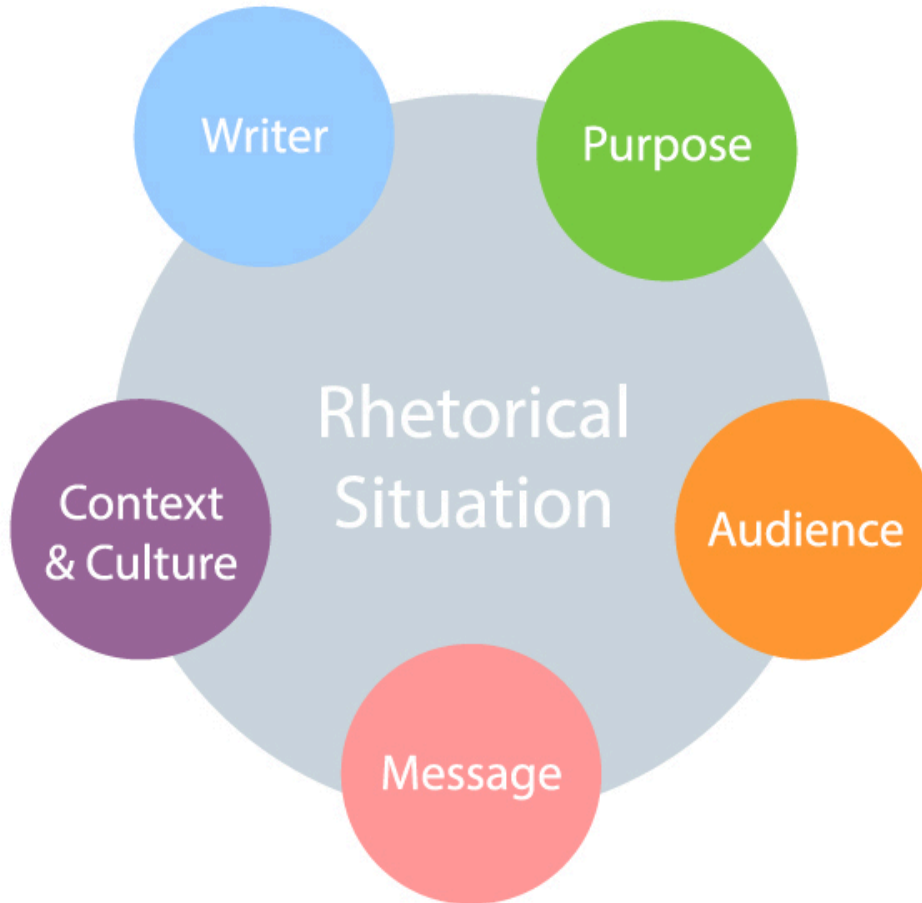 Writer
Purpose
Rhetorical
Situation
Context
& Culture
Audience
Message